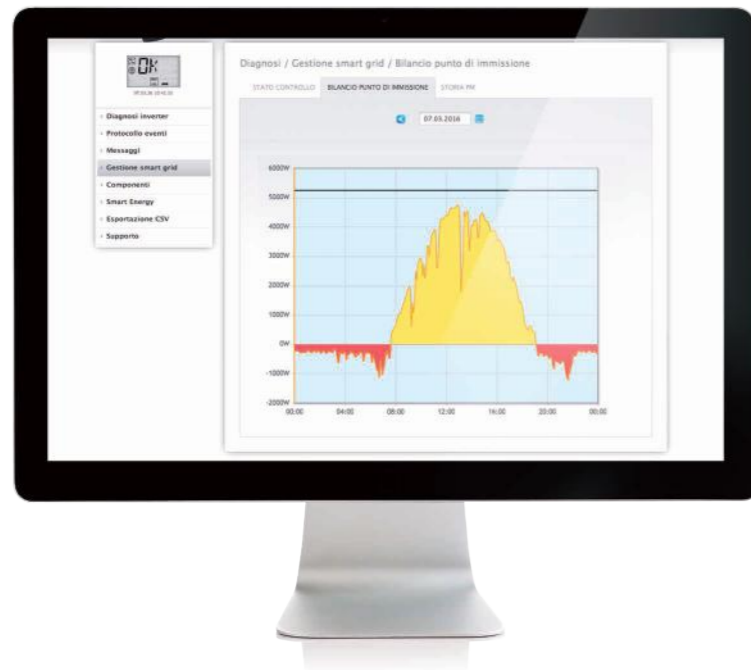 OK
Diagnosi inverter
Protocollo eventi
Messaggi
Gestione smart grid
Componenti
Smart Energy
Esportazione CSV
Supporto
Diagnosi / Gestione smart grid / Bilancio punto di immissione
STATO CONTROLLO BILANCIO PUNTO DI IMMISSIONE STORIA PM
07.03.2016
6000W
5000W
4000W
3000W
2000W
1000W
0W
-1000W
-2000W
00:00 04:00 08:00 12:00 16:00 20:00 00:00